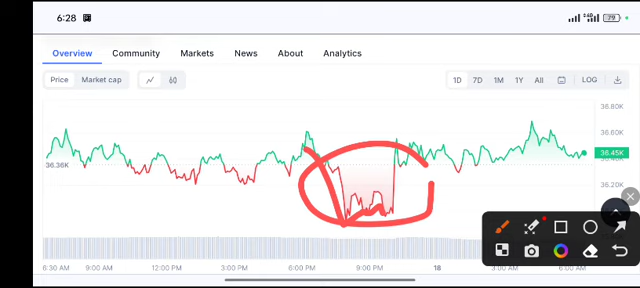 6:28 79
Overview Community Markets News About Analytics
Price Market cap 1D 7D 1M 1Y All LOG
36.80K
36.60K
36.36K
36.45K
36.20K
6:30 AM 9:00 AM 12:00 PM 3:00 PM 6:00 PM 9:00 PM 18 3:00 AM 6:00 AM